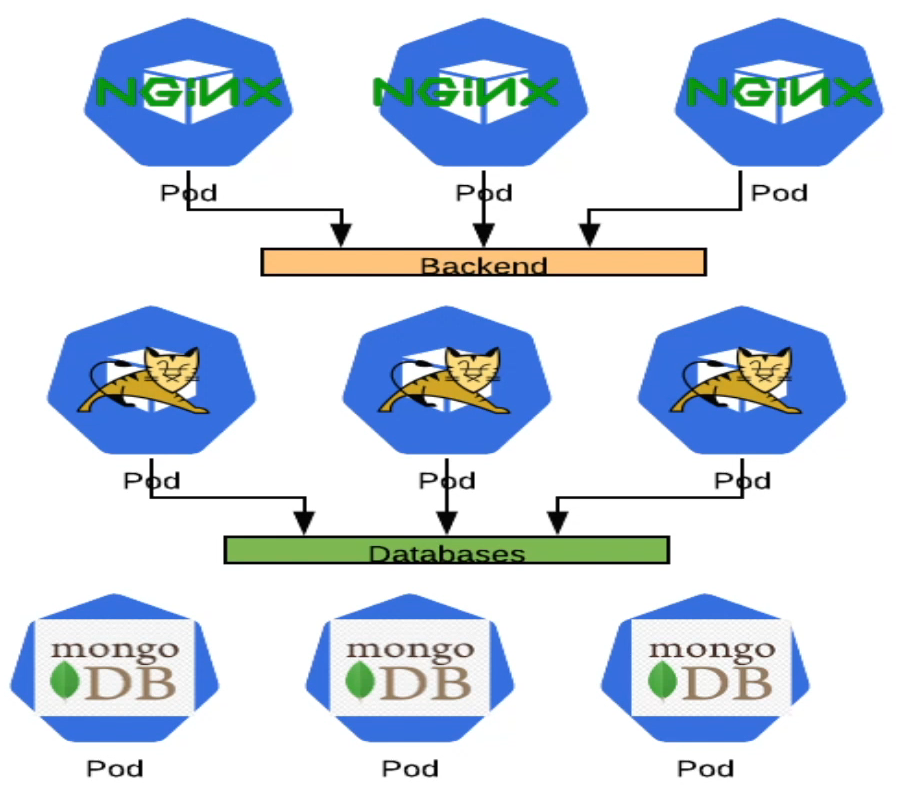 NGiNX NGiNX NGiNX
Pod Pod Pod
Backend
Pod Pod Pod
Databases
mongo mongo mongo
DB DB DB
Pod Pod Pod